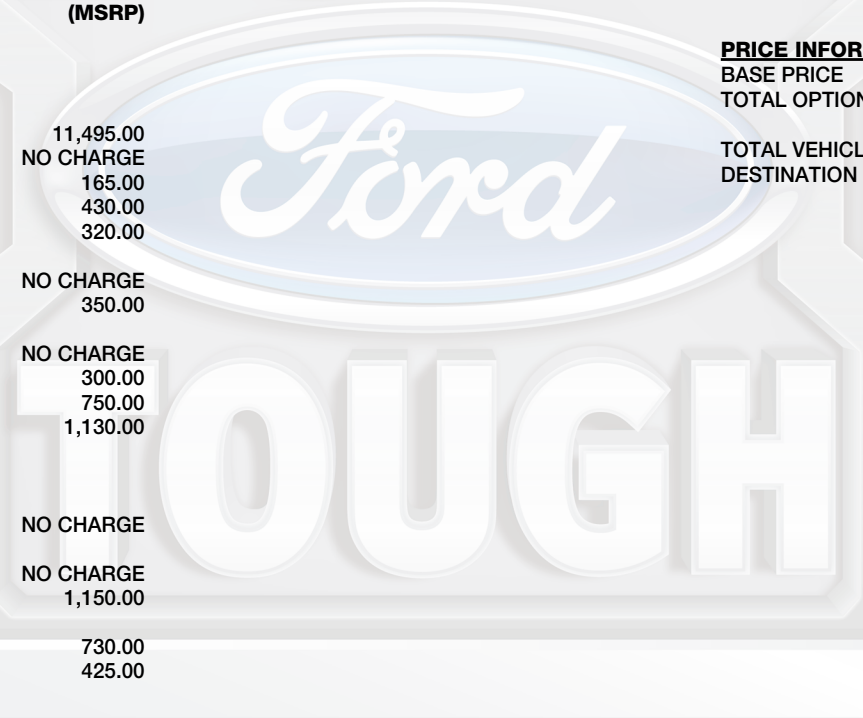 (MSRP)
11,495.00
NO CHARGE
165.00
430.00
320.00
NO CHARGE
350.00
NO CHARGE
300.00
750.00
1,130.00
NO CHARGE
NO CHARGE
1,150.00
730.00
425.00
PRICE INFOR
BASE PRICE
TOTAL OPTION
TOTAL VEHICL
DESTINATION
Ford
TOUGH